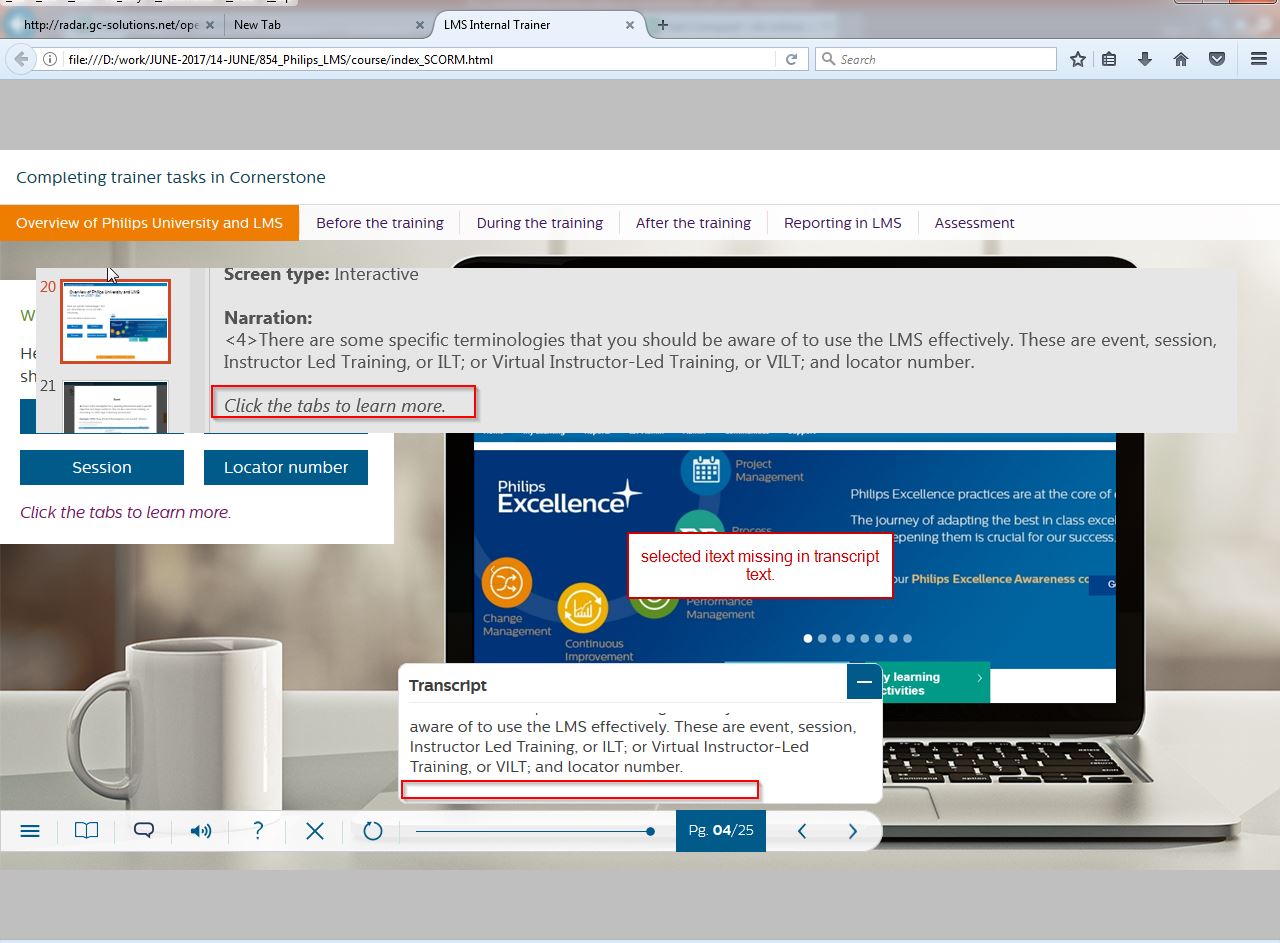 http://radar.gc-solutions.net/ope
New Tab
LMS Internal Trainer
file:///D:/work/JUNE-2017/14-JUNE/854_Philips_LMS/course/index_SCORM.html
Search
Completing trainer tasks in Cornerstone
Overview of Philips University and LMS
Before the training
During the training
After the training
Reporting in LMS
Assessment
20
Overview of Philips University and LMS
21
Screen type: Interactive
Narration:
<4>There are some specific terminologies that you should be aware of to use the LMS effectively. These are event, session,
Instructor Led Training, or ILT; or Virtual Instructor-Led Training, or VILT; and locator number.
Click the tabs to learn more.
W
He
sh
Session
Locator number
Click the tabs to learn more.
Philips
Excellence
Project
Management
Process
Performance
Management
Change
Management
Continuous
Improvement
Philips Excellence practices are at the core of
The journey of adapting the best in class excel
epening them is crucial for our success.
our Philips Excellence Awareness co
G
selected itext missing in transcript
text.
y learning
ctivities
Transcript
aware of to use the LMS effectively. These are event, session,
Instructor Led Training, or ILT; or Virtual Instructor-Led
Training, or VILT; and locator number.
?
Pg. 04/25